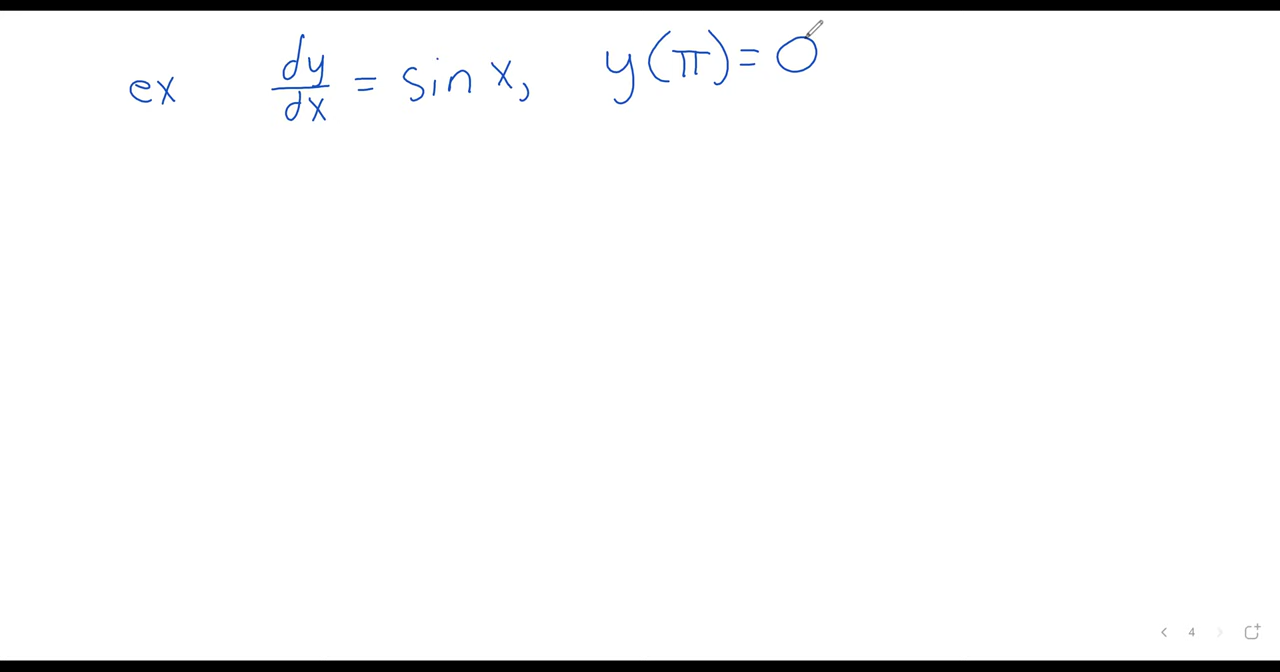 ex dy/dx = sin x, y(π) = 0
4